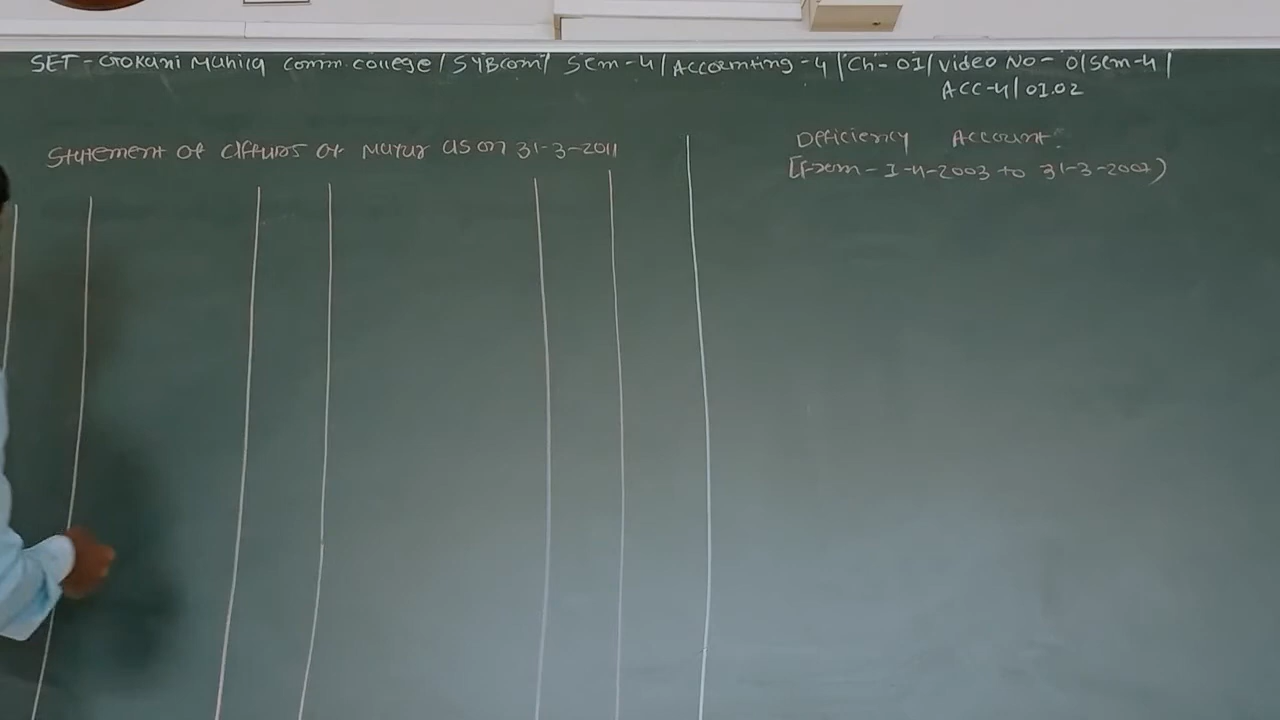 SET - Gokani Mahila Comm. college / SYBCom / Sem-4 / Accounting-4 / Ch-01 / Video No-01 Sem-4 /
ACC-4 / 01.02
Statement of Affairs of as on 31-3-2011
Deficiency Account:
[From - 1-4-2003 to 31-3-2007)